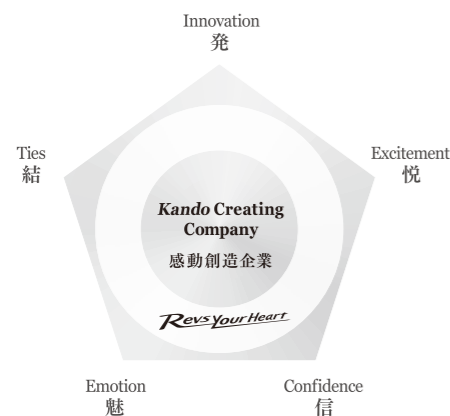 Innovation
発
Ties
結
Excitement
悦
Kando Creating
Company
感動創造企業
Revs Your Heart
Emotion
魅
Confidence
信